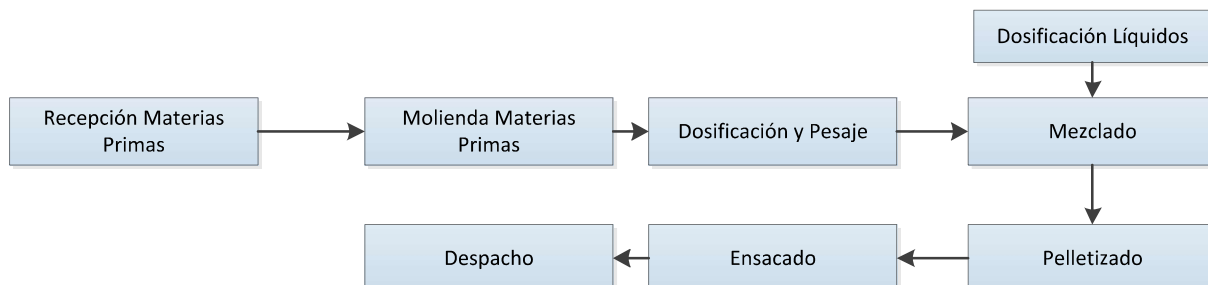 Dosificación Líquidos
Recepción Materias
Primas
Molienda Materias
Primas
Dosificación y Pesaje
Mezclado
Despacho
Ensacado
Pelletizado